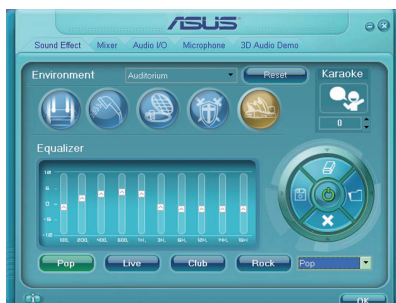 ASUS
Sound Effect Mixer Audio I/O Microphone 3D Audio Demo
Environment Auditorium Reset Karaoke
0
Equalizer
Pop Live Club Rock Pop
OK